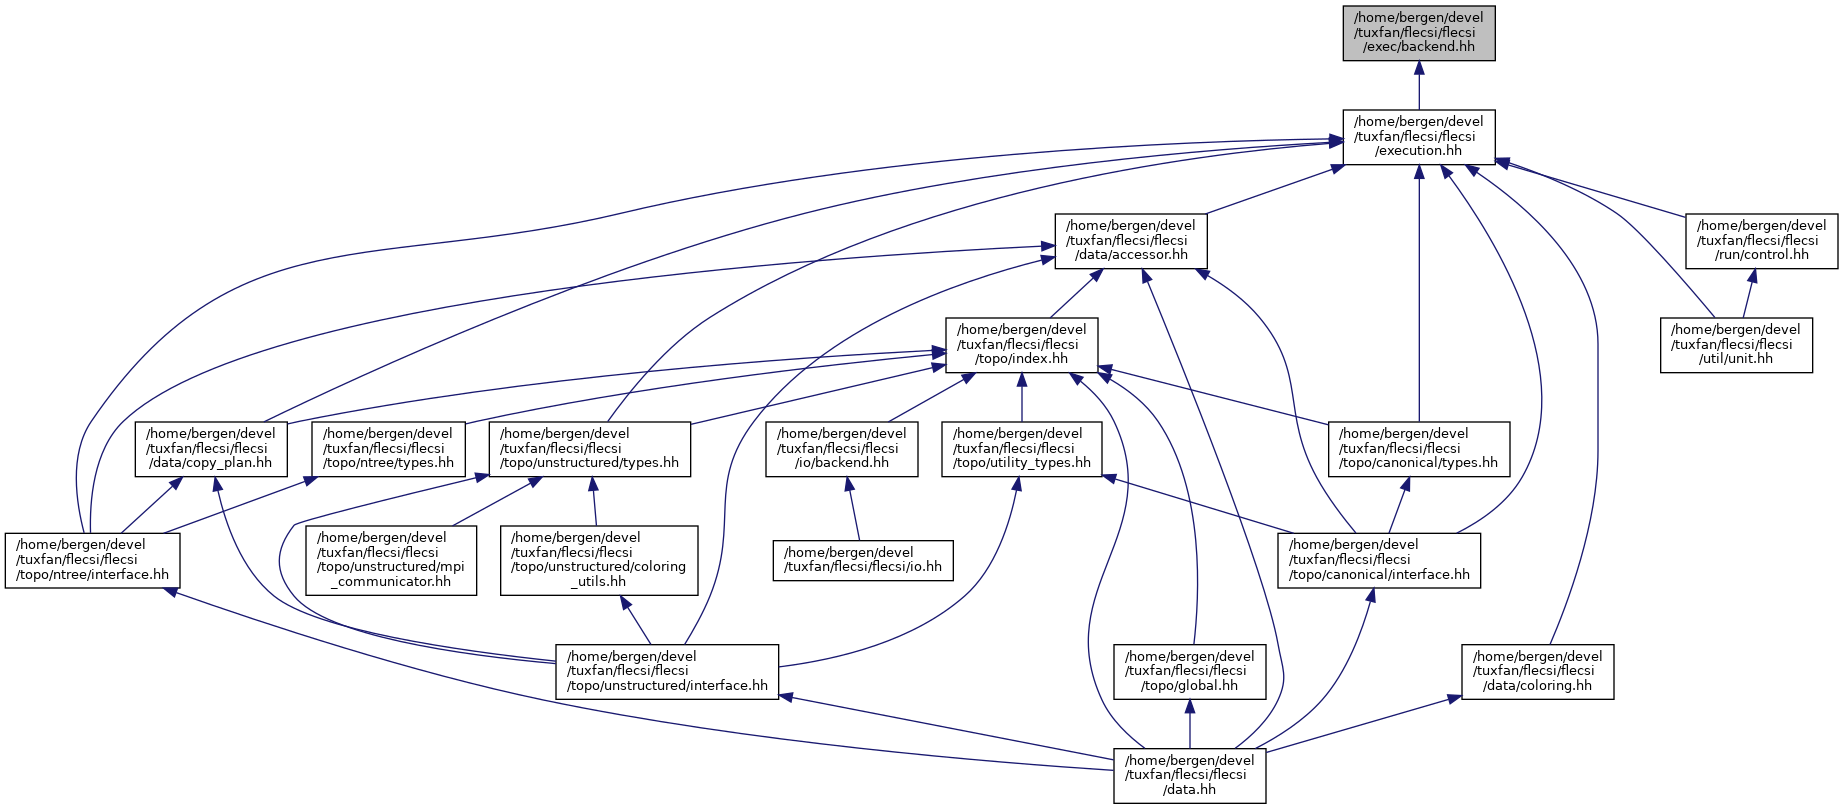 /home/bergen/devel
/tuxfan/flecsi/flecsi
/exec/backend.hh
/home/bergen/devel
/tuxfan/flecsi/flecsi
/execution.hh
/home/bergen/devel
/tuxfan/flecsi/flecsi
/data/accessor.hh
/home/bergen/devel
/tuxfan/flecsi/flecsi
/run/control.hh
/home/bergen/devel
/tuxfan/flecsi/flecsi
/topo/index.hh
/home/bergen/devel
/tuxfan/flecsi/flecsi
/util/unit.hh
/home/bergen/devel
/tuxfan/flecsi/flecsi
/data/copy_plan.hh
/home/bergen/devel
/tuxfan/flecsi/flecsi
/topo/ntree/types.hh
/home/bergen/devel
/tuxfan/flecsi/flecsi
/topo/unstructured/types.hh
/home/bergen/devel
/tuxfan/flecsi/flecsi
/io/backend.hh
/home/bergen/devel
/tuxfan/flecsi/flecsi
/topo/utility_types.hh
/home/bergen/devel
/tuxfan/flecsi/flecsi
/topo/canonical/types.hh
/home/bergen/devel
/tuxfan/flecsi/flecsi
/topo/ntree/interface.hh
/home/bergen/devel
/tuxfan/flecsi/flecsi
/topo/unstructured/mpi
_communicator.hh
/home/bergen/devel
/tuxfan/flecsi/flecsi
/topo/unstructured/coloring
_utils.hh
/home/bergen/devel
/tuxfan/flecsi/flecsi/io.hh
/home/bergen/devel
/tuxfan/flecsi/flecsi
/topo/canonical/interface.hh
/home/bergen/devel
/tuxfan/flecsi/flecsi
/topo/unstructured/interface.hh
/home/bergen/devel
/tuxfan/flecsi/flecsi
/topo/global.hh
/home/bergen/devel
/tuxfan/flecsi/flecsi
/data/coloring.hh
/home/bergen/devel
/tuxfan/flecsi/flecsi
/data.hh